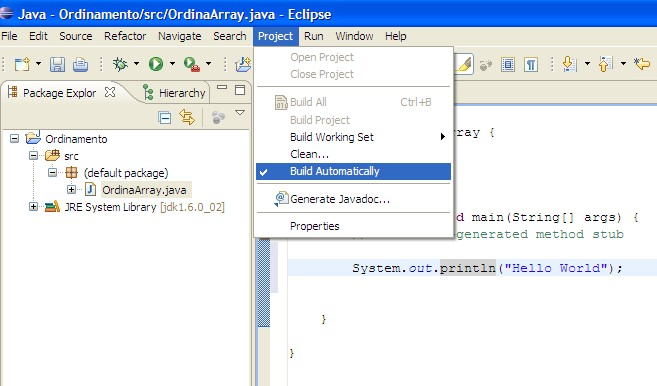 Java - Ordinamento/src/OrdinaArray.java - Eclipse
File Edit Source Refactor Navigate Search Project Run Window Help
Package Explor Hierarchy
Ordinamento
src
(default package)
OrdinaArray.java
JRE System Library [jdk1.6.0_02]
Open Project
Close Project
Build All Ctrl+B
Build Project
Build Working Set
Clean...
Build Automatically
Generate Javadoc...
Properties
ray {
d main(String[] args) {
generated method stub
System.out.println("Hello World");
}
}